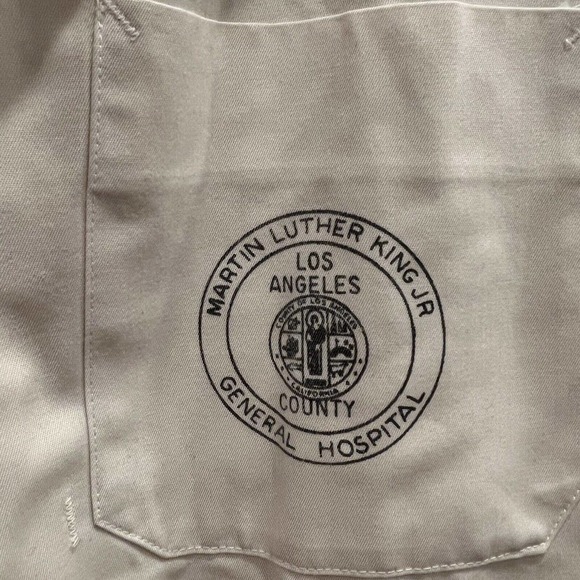 MARTIN LUTHER KING JR
LOS
ANGELES
COUNTY OF LOS ANGELES
CALIFORNIA
COUNTY
GENERAL HOSPITAL